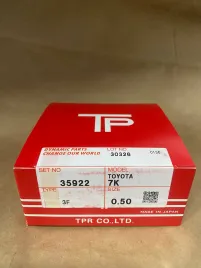 TP
DYNAMIC PARTS
CHANGE OUR WORLD
LOT NO
30326
SET NO
35922
MODEL
TOYOTA
7K
TYPE
3F
SIZE
0.50
MADE IN JAPAN
TPR CO.,LTD.